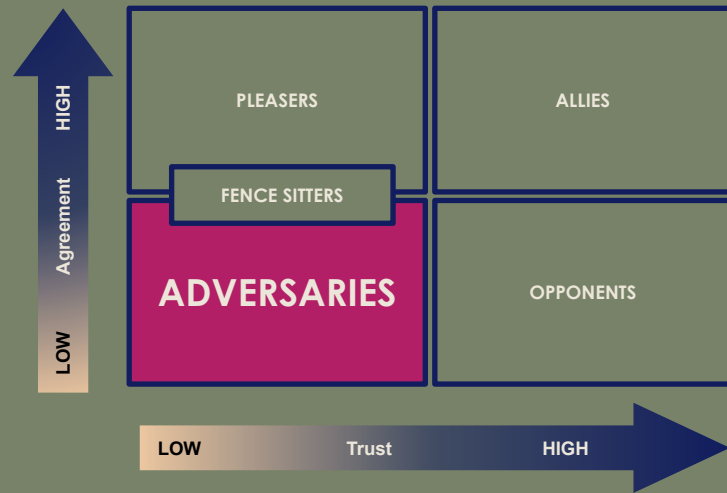 HIGH
Agreement
LOW
PLEASERS
ALLIES
FENCE SITTERS
ADVERSARIES
OPPONENTS
LOW
Trust
HIGH